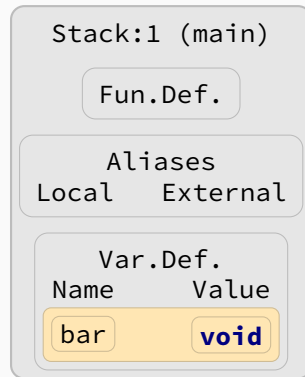 Stack:1 (main)
Fun.Def.
Aliases
Local External
Var.Def.
Name Value
bar void